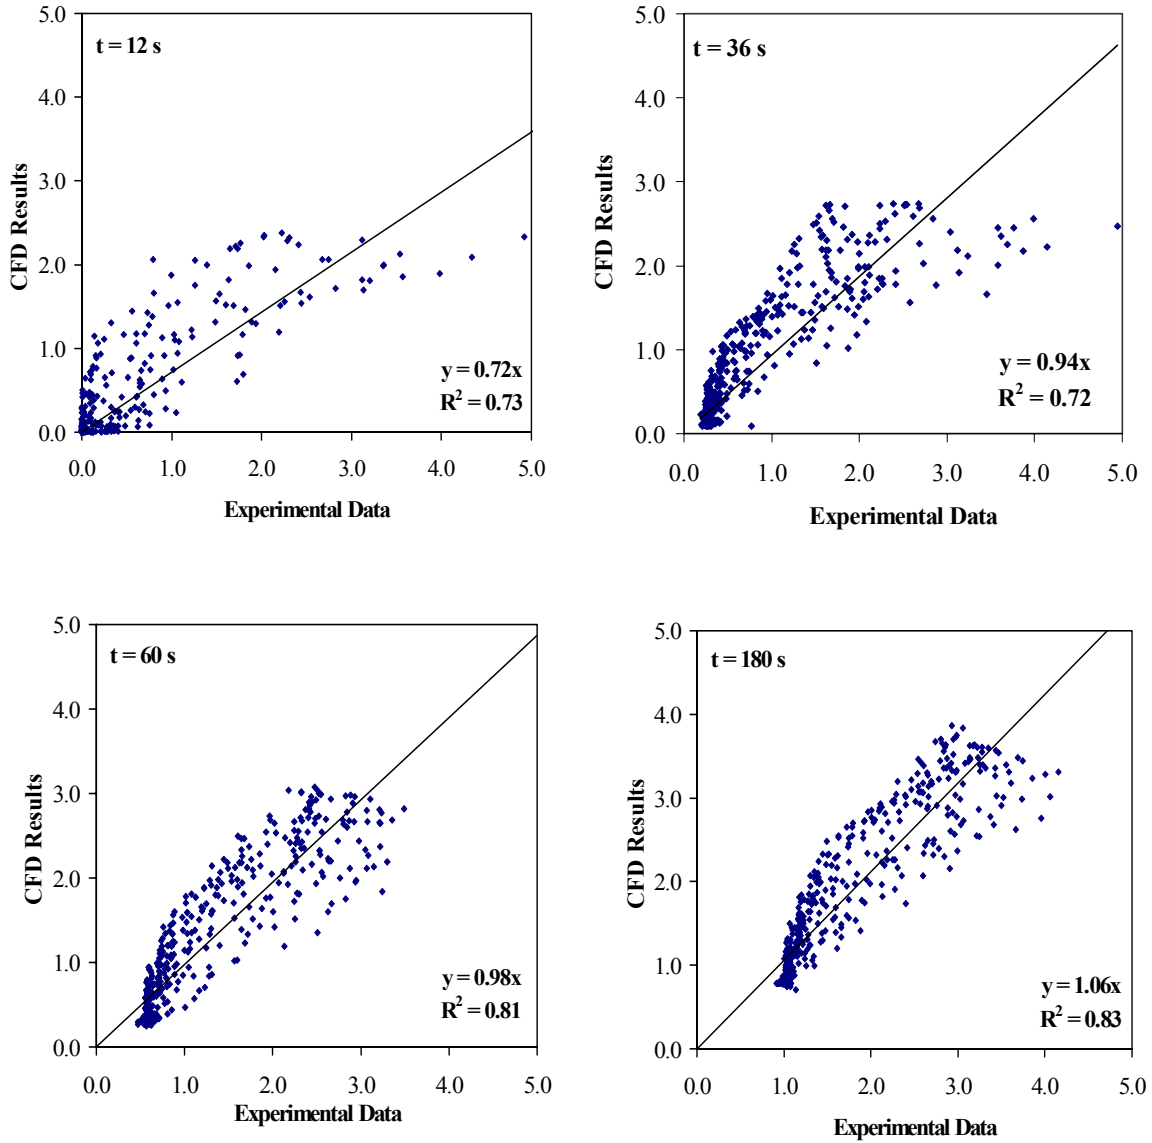 t = 12 s
5.0
4.0
3.0
2.0
1.0
0.0
CFD Results
y = 0.72x
R² = 0.73
0.0 1.0 2.0 3.0 4.0 5.0
Experimental Data
t = 36 s
5.0
4.0
3.0
2.0
1.0
0.0
CFD Results
y = 0.94x
R² = 0.72
0.0 1.0 2.0 3.0 4.0 5.0
Experimental Data
t = 60 s
5.0
4.0
3.0
2.0
1.0
0.0
CFD Results
y = 0.98x
R² = 0.81
0.0 1.0 2.0 3.0 4.0 5.0
Experimental Data
t = 180 s
5.0
4.0
3.0
2.0
1.0
0.0
CFD Results
y = 1.06x
R² = 0.83
0.0 1.0 2.0 3.0 4.0 5.0
Experimental Data